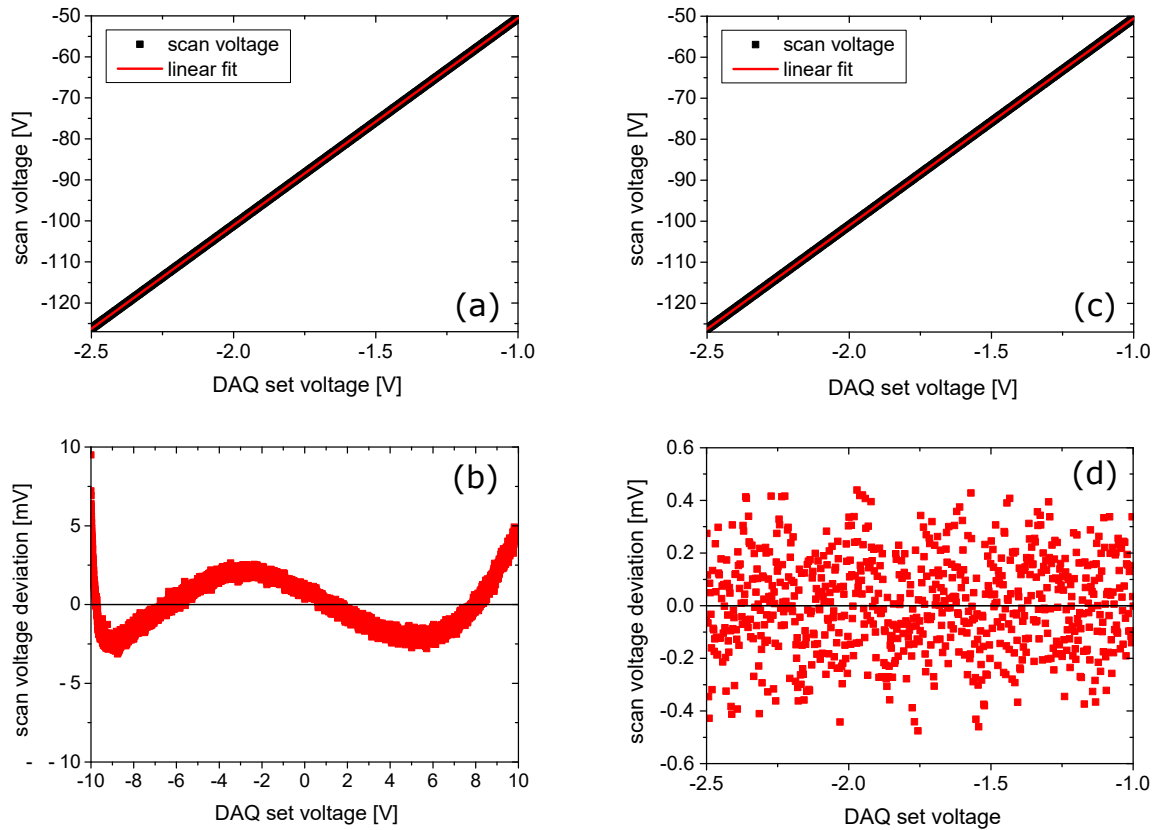 -50
-60
-70
-80
-90
-100
-110
-120
scan voltage [V]
scan voltage
linear fit
(a)
-2.5 -2.0 -1.5 -1.0
DAQ set voltage [V]
-50
-60
-70
-80
-90
-100
-110
-120
scan voltage [V]
scan voltage
linear fit
(c)
-2.5 -2.0 -1.5 -1.0
DAQ set voltage [V]
10
5
0
- 5
- - 10
scan voltage deviation [mV]
(b)
-10 -8 -6 -4 -2 0 2 4 6 8 10
DAQ set voltage [V]
0.6
0.4
0.2
0.0
-0.2
-0.4
-0.6
scan voltage deviation [mV]
(d)
-2.5 -2.0 -1.5 -1.0
DAQ set voltage